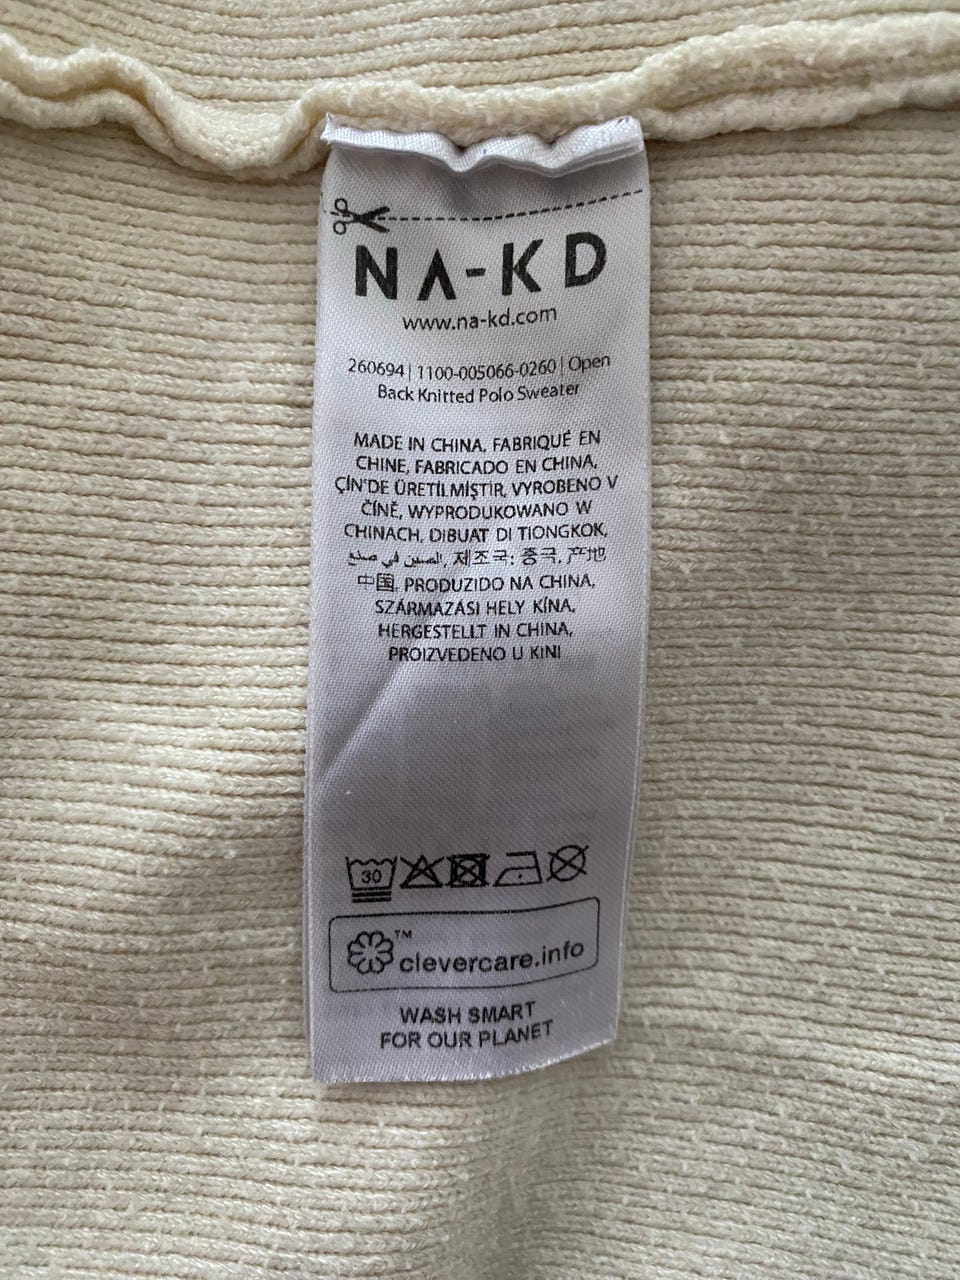 NA-KD
www.na-kd.com
260694 | 1100-005066-0260 | Open
Back Knitted Polo Sweater
MADE IN CHINA, FABRIQUÉ EN
CHINE, FABRICADO EN CHINA,
ÇİN'DE ÜRETİLMİŞTİR, VYROBENO V
ČÍNĚ, WYPRODUKOWANO W
CHINACH, DIBUAT DI TIONGKOK,
الصين في صنع, 제조국: 중국, 产地
中国, PRODUZIDO NA CHINA,
SZÁRMAZÁSI HELY KÍNA,
HERGESTELLT IN CHINA,
PROIZVEDENO U KINI
30
TM
clevercare.info
WASH SMART
FOR OUR PLANET